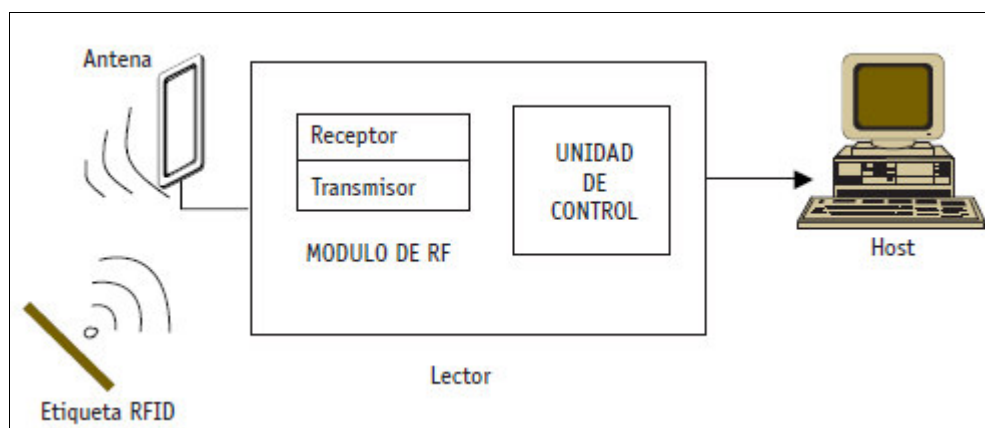 Antena
Receptor
Transmisor
MODULO DE RF
UNIDAD
DE
CONTROL
Host
Lector
Etiqueta RFID